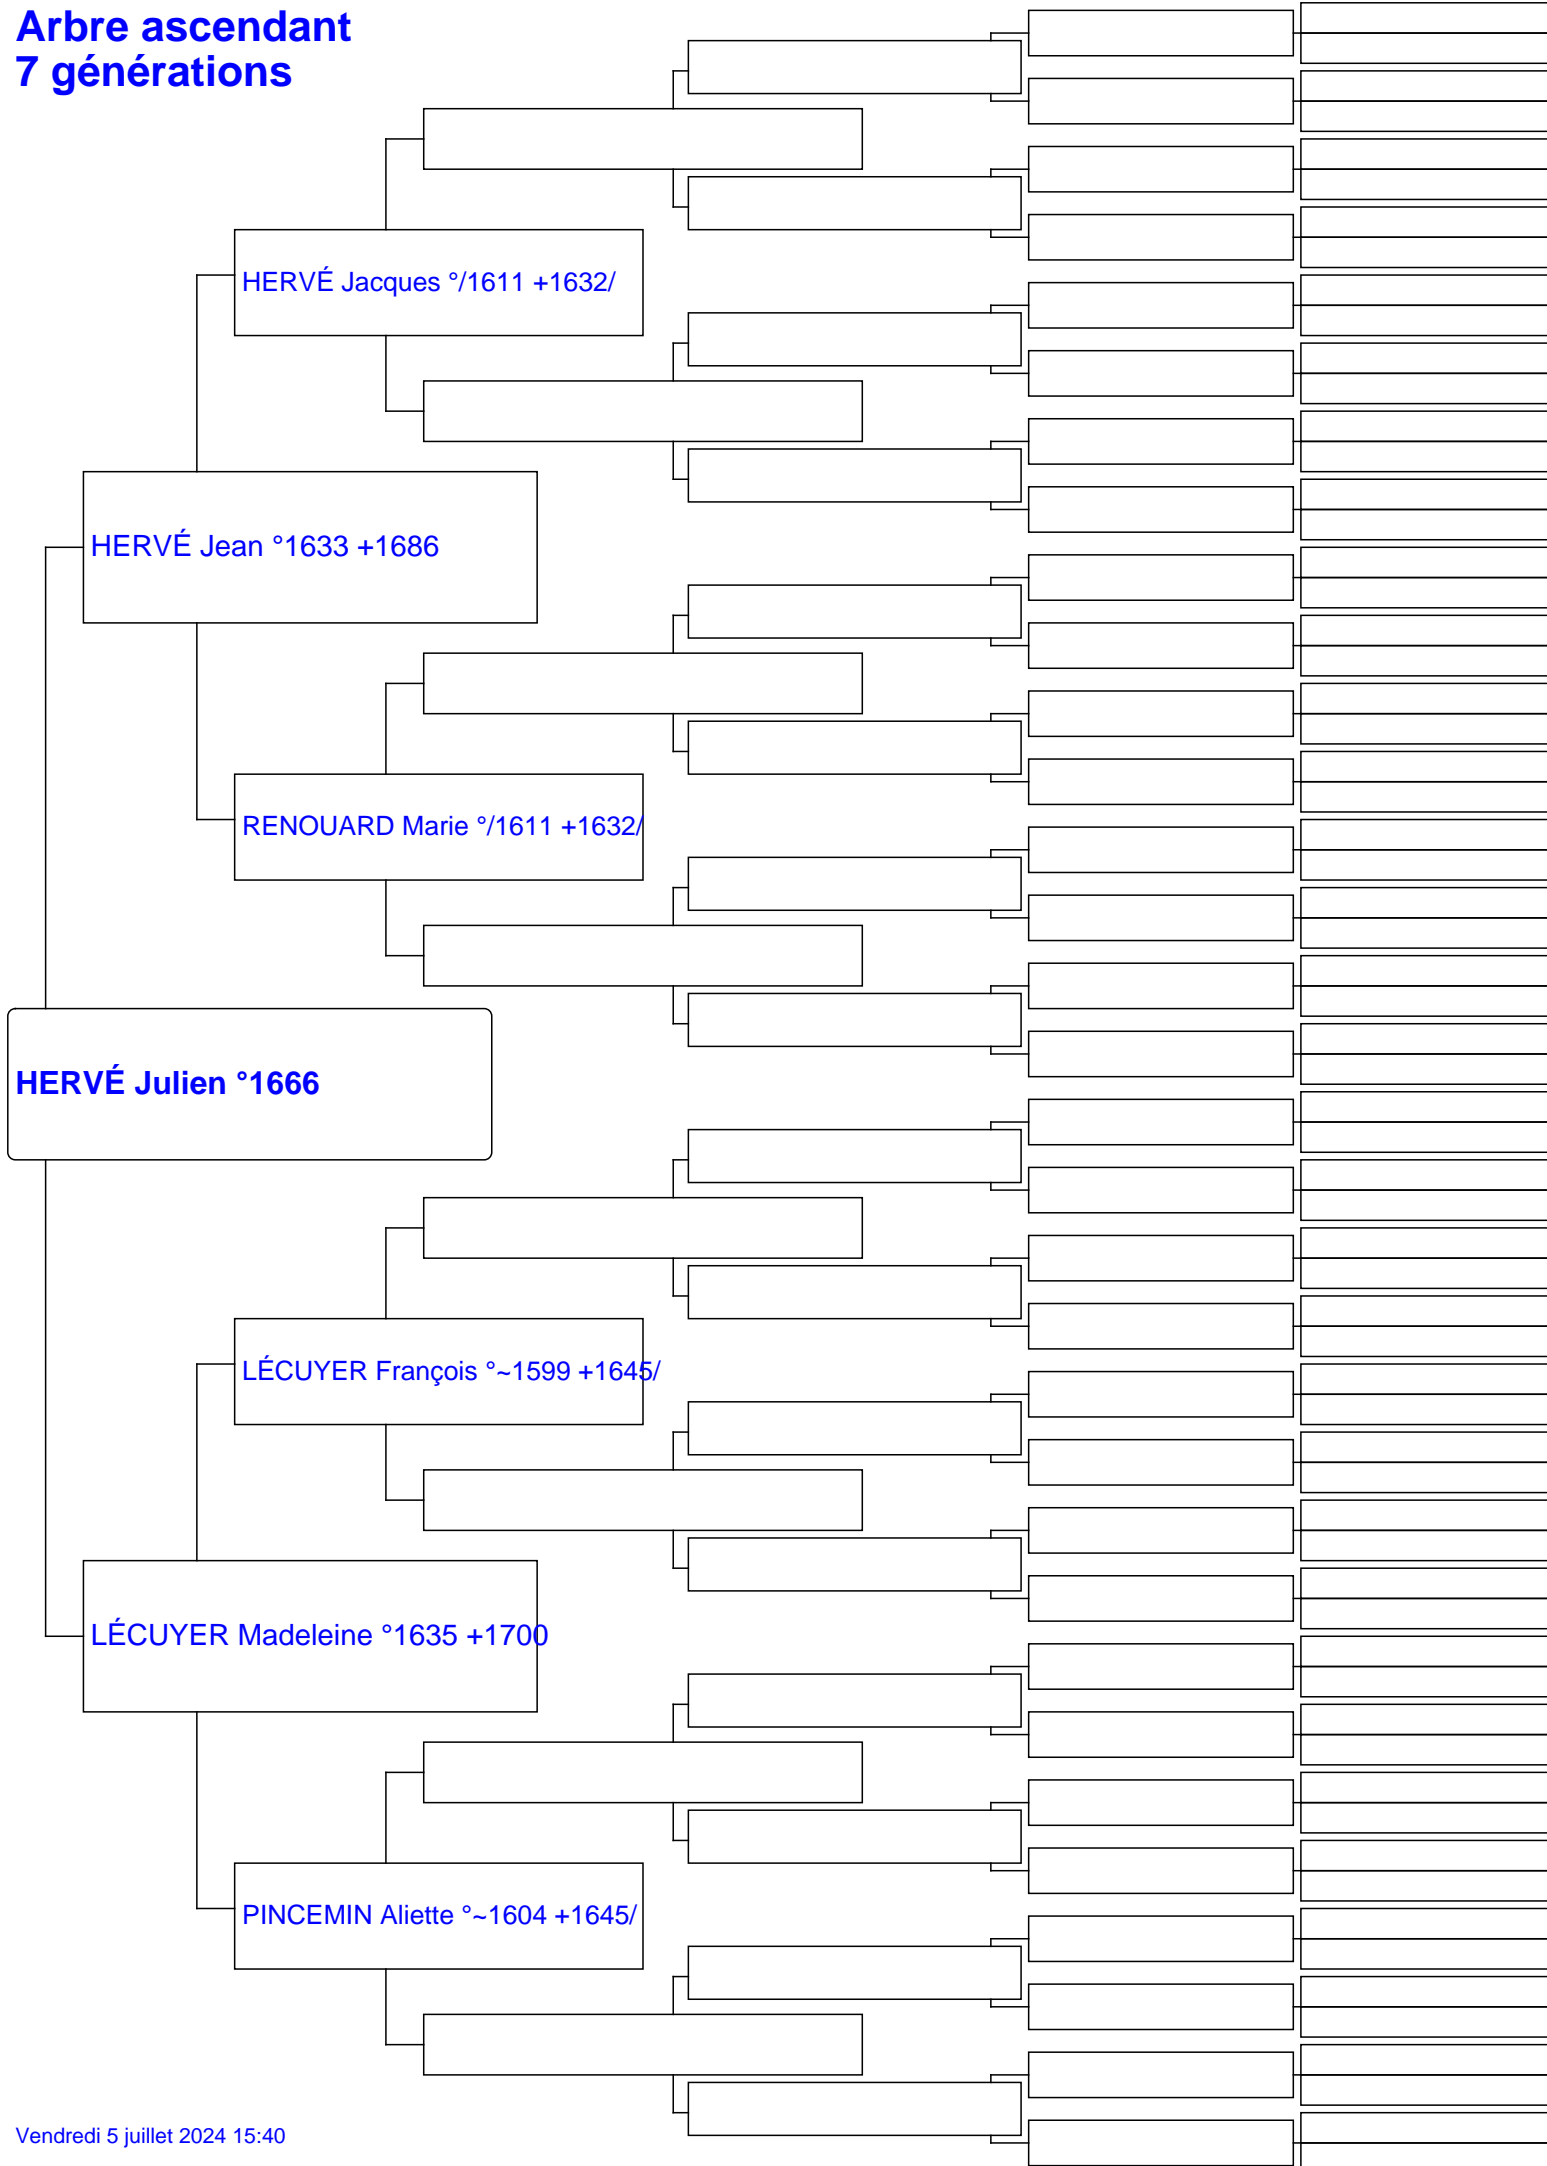 Arbre ascendant
7 générations
HERVÉ Jacques °/1611 +1632/
HERVÉ Jean °1633 +1686
RENOUARD Marie °/1611 +1632/
HERVÉ Julien °1666
LÉCUYER François °~1599 +1645/
LÉCUYER Madeleine °1635 +1700
PINCEMIN Aliette °~1604 +1645/
Vendredi 5 juillet 2024 15:40